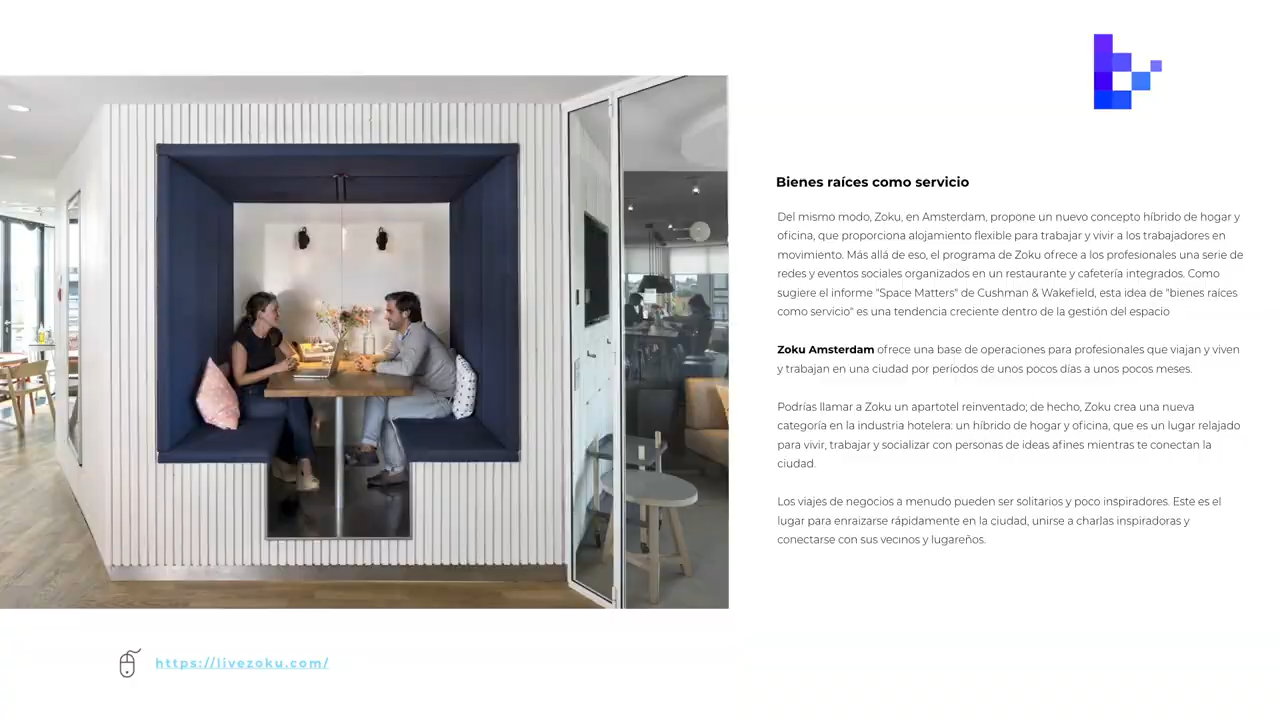 Bienes raíces como servicio
Del mismo modo, Zoku, en Amsterdam, propone un nuevo concepto híbrido de hogar y
oficina, que proporciona alojamiento flexible para trabajar y vivir a los trabajadores en
movimiento. Más allá de eso, el programa de Zoku ofrece a los profesionales una serie de
redes y eventos sociales organizados en un restaurante y cafetería integrados. Como
sugiere el informe "Space Matters" de Cushman & Wakefield, esta idea de "bienes raíces
como servicio" es una tendencia creciente dentro de la gestión del espacio
Zoku Amsterdam ofrece una base de operaciones para profesionales que viajan y viven
y trabajan en una ciudad por períodos de unos pocos días a unos pocos meses.
Podrías llamar a Zoku un apartotel reinventado; de hecho, Zoku crea una nueva
categoría en la industria hotelera: un híbrido de hogar y oficina, que es un lugar relajado
para vivir, trabajar y socializar con personas de ideas afines mientras te conectan la
ciudad.
Los viajes de negocios a menudo pueden ser solitarios y poco inspiradores. Este es el
lugar para enraizarse rápidamente en la ciudad, unirse a charlas inspiradoras y
conectarse con sus vecinos y lugareños.
https://livezoku.com/